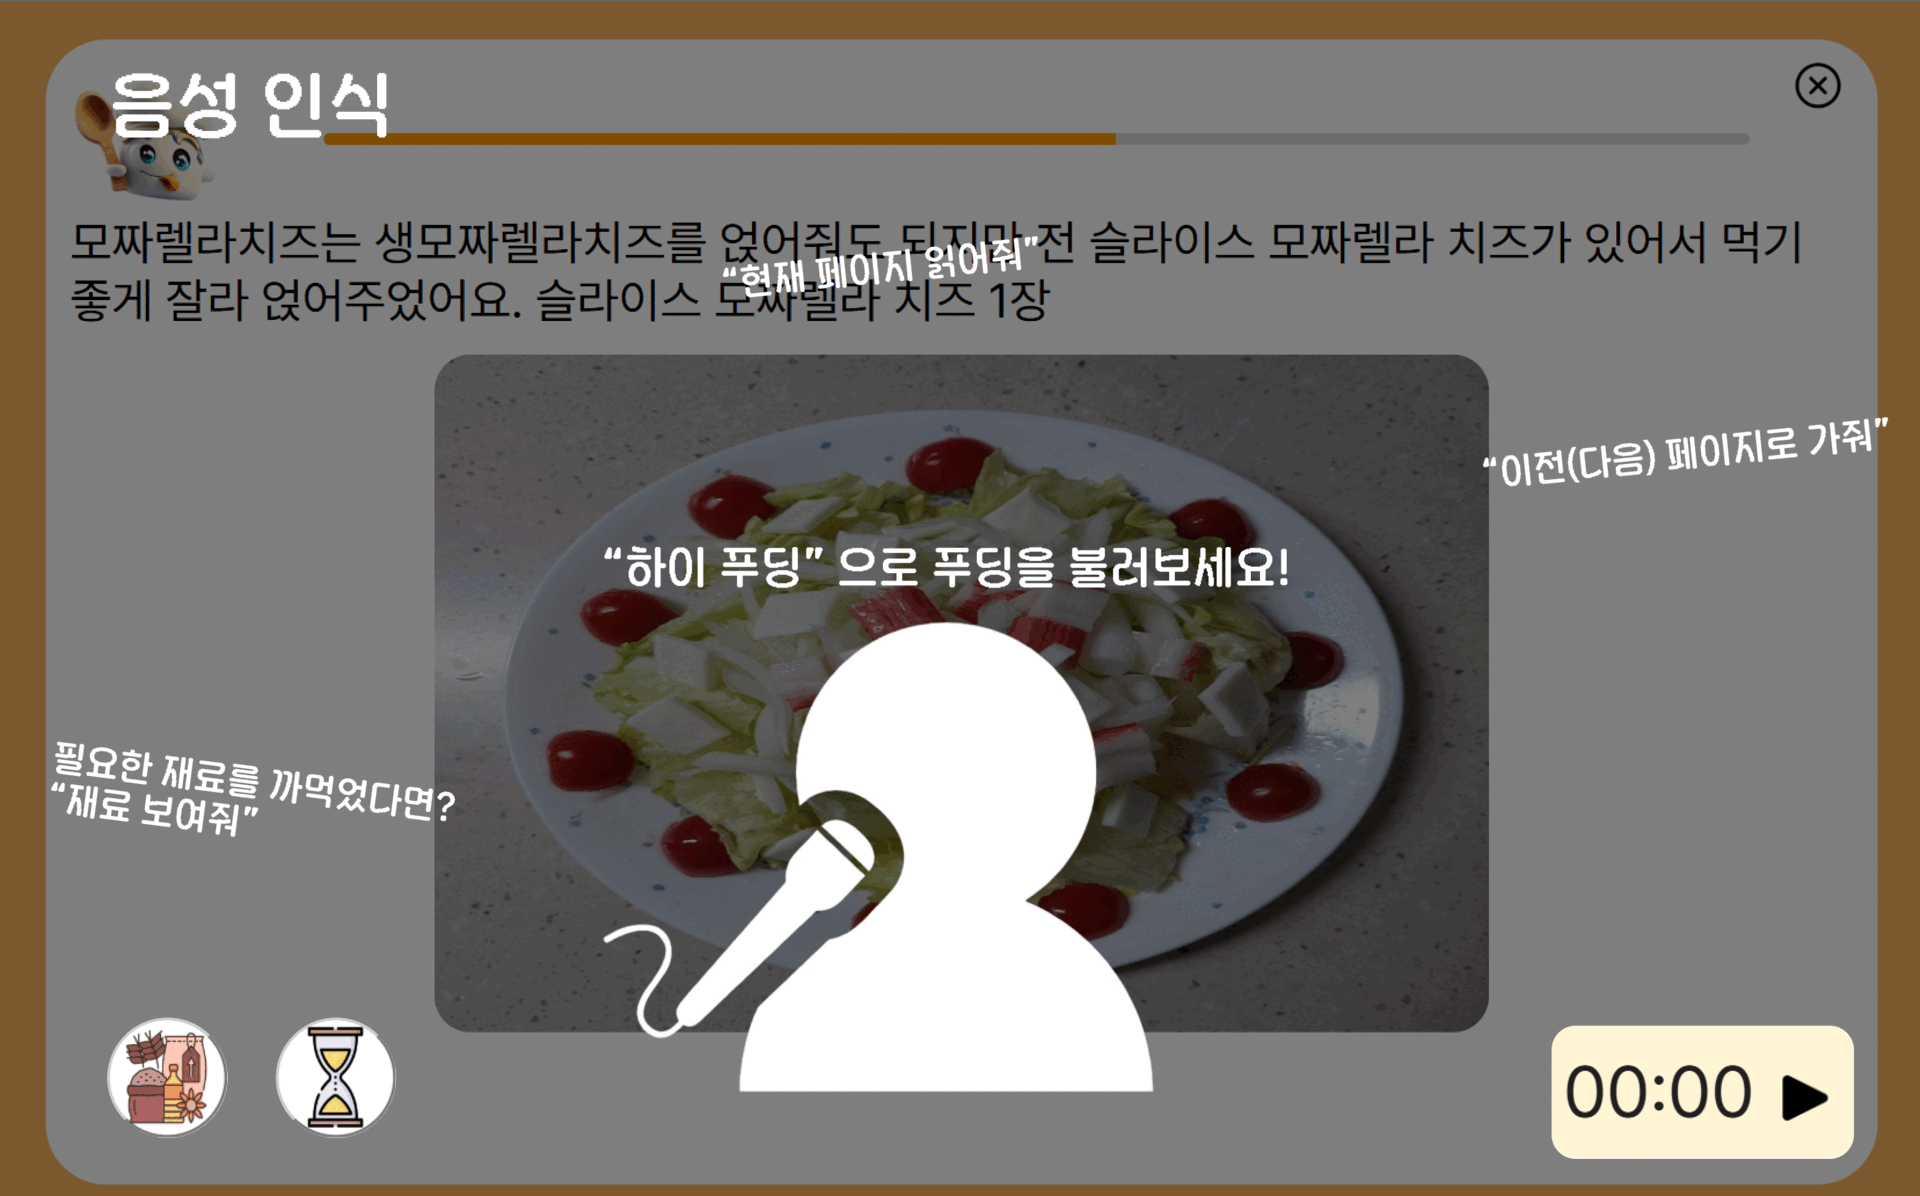 음성 인식
모짜렐라치즈는 생모짜렐라치즈를 얹어줘도 되지만 전 슬라이스 모짜렐라 치즈가 있어서 먹기
좋게 잘라 얹어주었어요. 슬라이스 모짜렐라 치즈 1장
“현재 페이지 읽어줘”
“이전(다음) 페이지로 가줘”
“하이 푸딩” 으로 푸딩을 불러보세요!
필요한 재료를 까먹었다면?
“재료 보여줘”
00:00